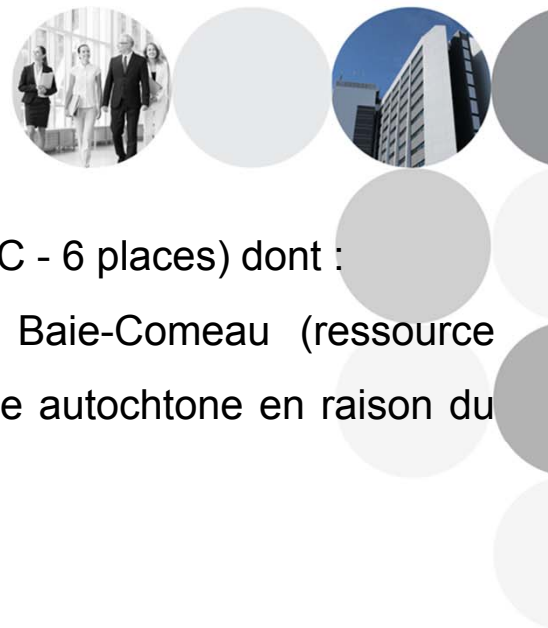 C - 6 places) dont :
Baie-Comeau (ressource
e autochtone en raison du